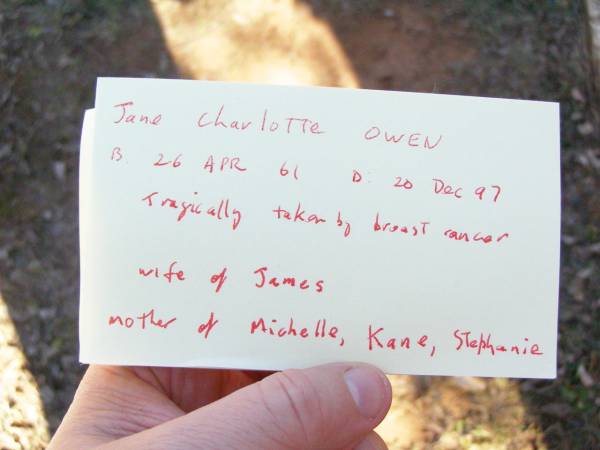 Jane Charlotte OWEN
B. 26 APR 61 D: 20 Dec 97
Tragically taken by breast cancer
wife of James
mother of Michelle, Kane, Stephanie